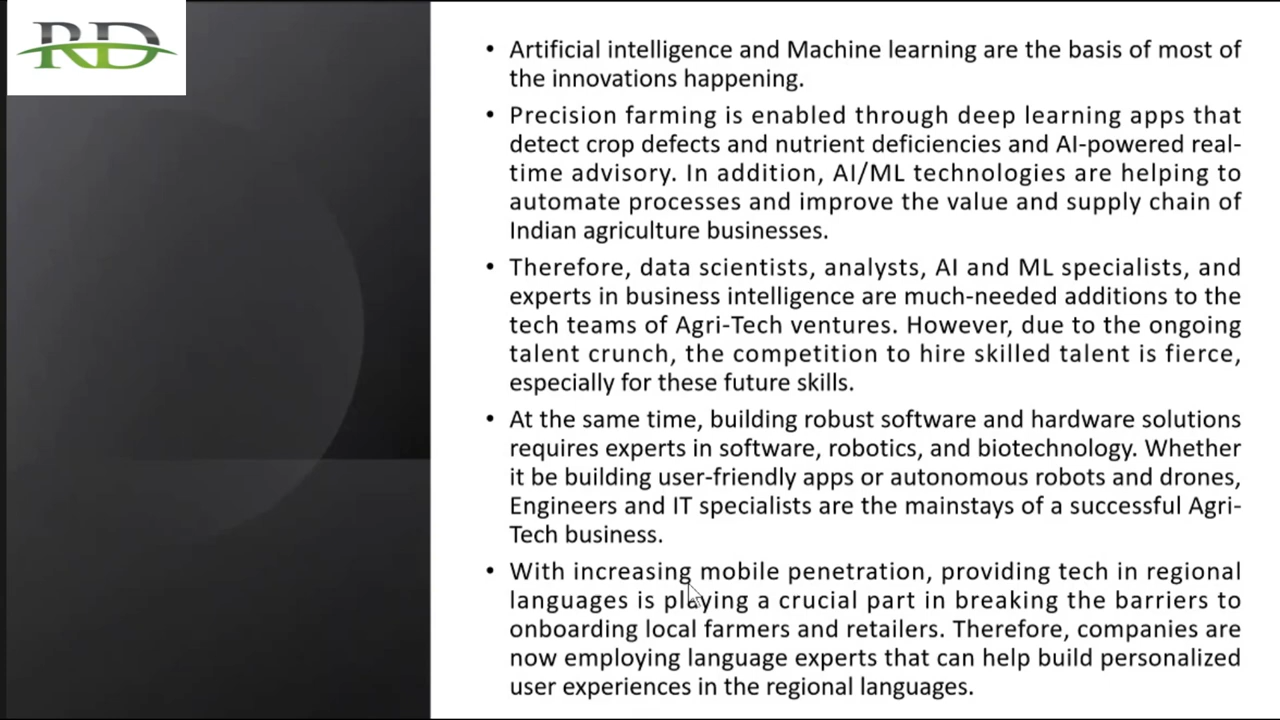 RD
• Artificial intelligence and Machine learning are the basis of most of
the innovations happening.
• Precision farming is enabled through deep learning apps that
detect crop defects and nutrient deficiencies and AI-powered real-
time advisory. In addition, AI/ML technologies are helping to
automate processes and improve the value and supply chain of
Indian agriculture businesses.
• Therefore, data scientists, analysts, AI and ML specialists, and
experts in business intelligence are much-needed additions to the
tech teams of Agri-Tech ventures. However, due to the ongoing
talent crunch, the competition to hire skilled talent is fierce,
especially for these future skills.
• At the same time, building robust software and hardware solutions
requires experts in software, robotics, and biotechnology. Whether
it be building user-friendly apps or autonomous robots and drones,
Engineers and IT specialists are the mainstays of a successful Agri-
Tech business.
• With increasing mobile penetration, providing tech in regional
languages is playing a crucial part in breaking the barriers to
onboarding local farmers and retailers. Therefore, companies are
now employing language experts that can help build personalized
user experiences in the regional languages.